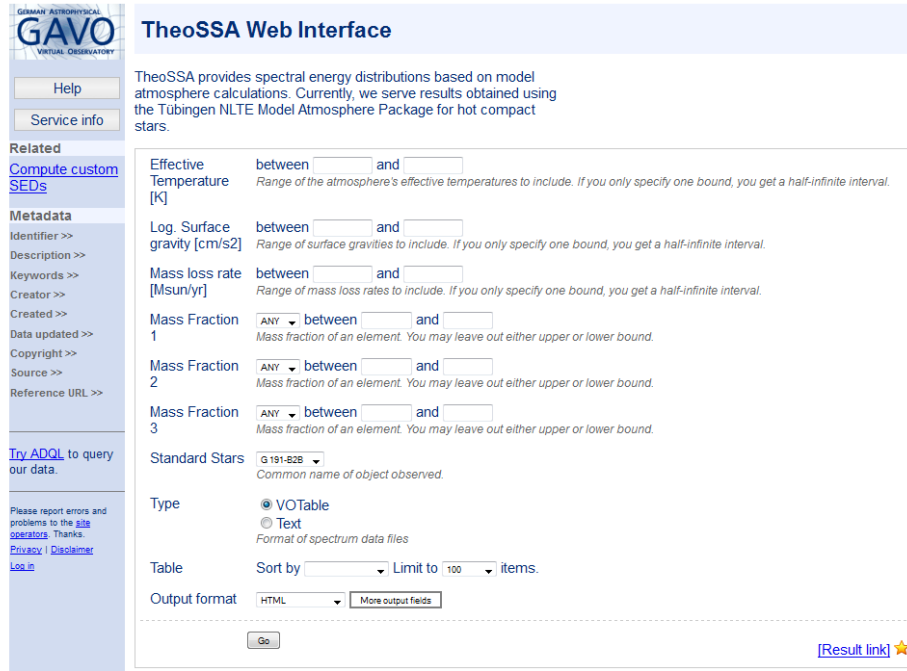 GERMAN ASTROPHYSICAL
GAVO
VIRTUAL OBSERVATORY
Help
Service info
Related
Compute custom
SEDs
Metadata
Identifier >>
Description >>
Keywords >>
Creator >>
Created >>
Data updated >>
Copyright >>
Source >>
Reference URL >>
Try ADQL to query
our data.
Please report errors and
problems to the site
operators. Thanks.
Privacy | Disclaimer
Log in
TheoSSA Web Interface
TheoSSA provides spectral energy distributions based on model
atmosphere calculations. Currently, we serve results obtained using
the Tübingen NLTE Model Atmosphere Package for hot compact
stars.
Effective
Temperature
[K]
between and
Range of the atmosphere's effective temperatures to include. If you only specify one bound, you get a half-infinite interval.
Log. Surface
gravity [cm/s2]
between and
Range of surface gravities to include. If you only specify one bound, you get a half-infinite interval.
Mass loss rate
[Msun/yr]
between and
Range of mass loss rates to include. If you only specify one bound, you get a half-infinite interval.
Mass Fraction
1
ANY between and
Mass fraction of an element. You may leave out either upper or lower bound.
Mass Fraction
2
ANY between and
Mass fraction of an element. You may leave out either upper or lower bound.
Mass Fraction
3
ANY between and
Mass fraction of an element. You may leave out either upper or lower bound.
Standard Stars
G 191-B2B
Common name of object observed.
Type
VOTable
Text
Format of spectrum data files
Table
Sort by Limit to 100 items.
Output format
HTML More output fields
Go
[Result link]